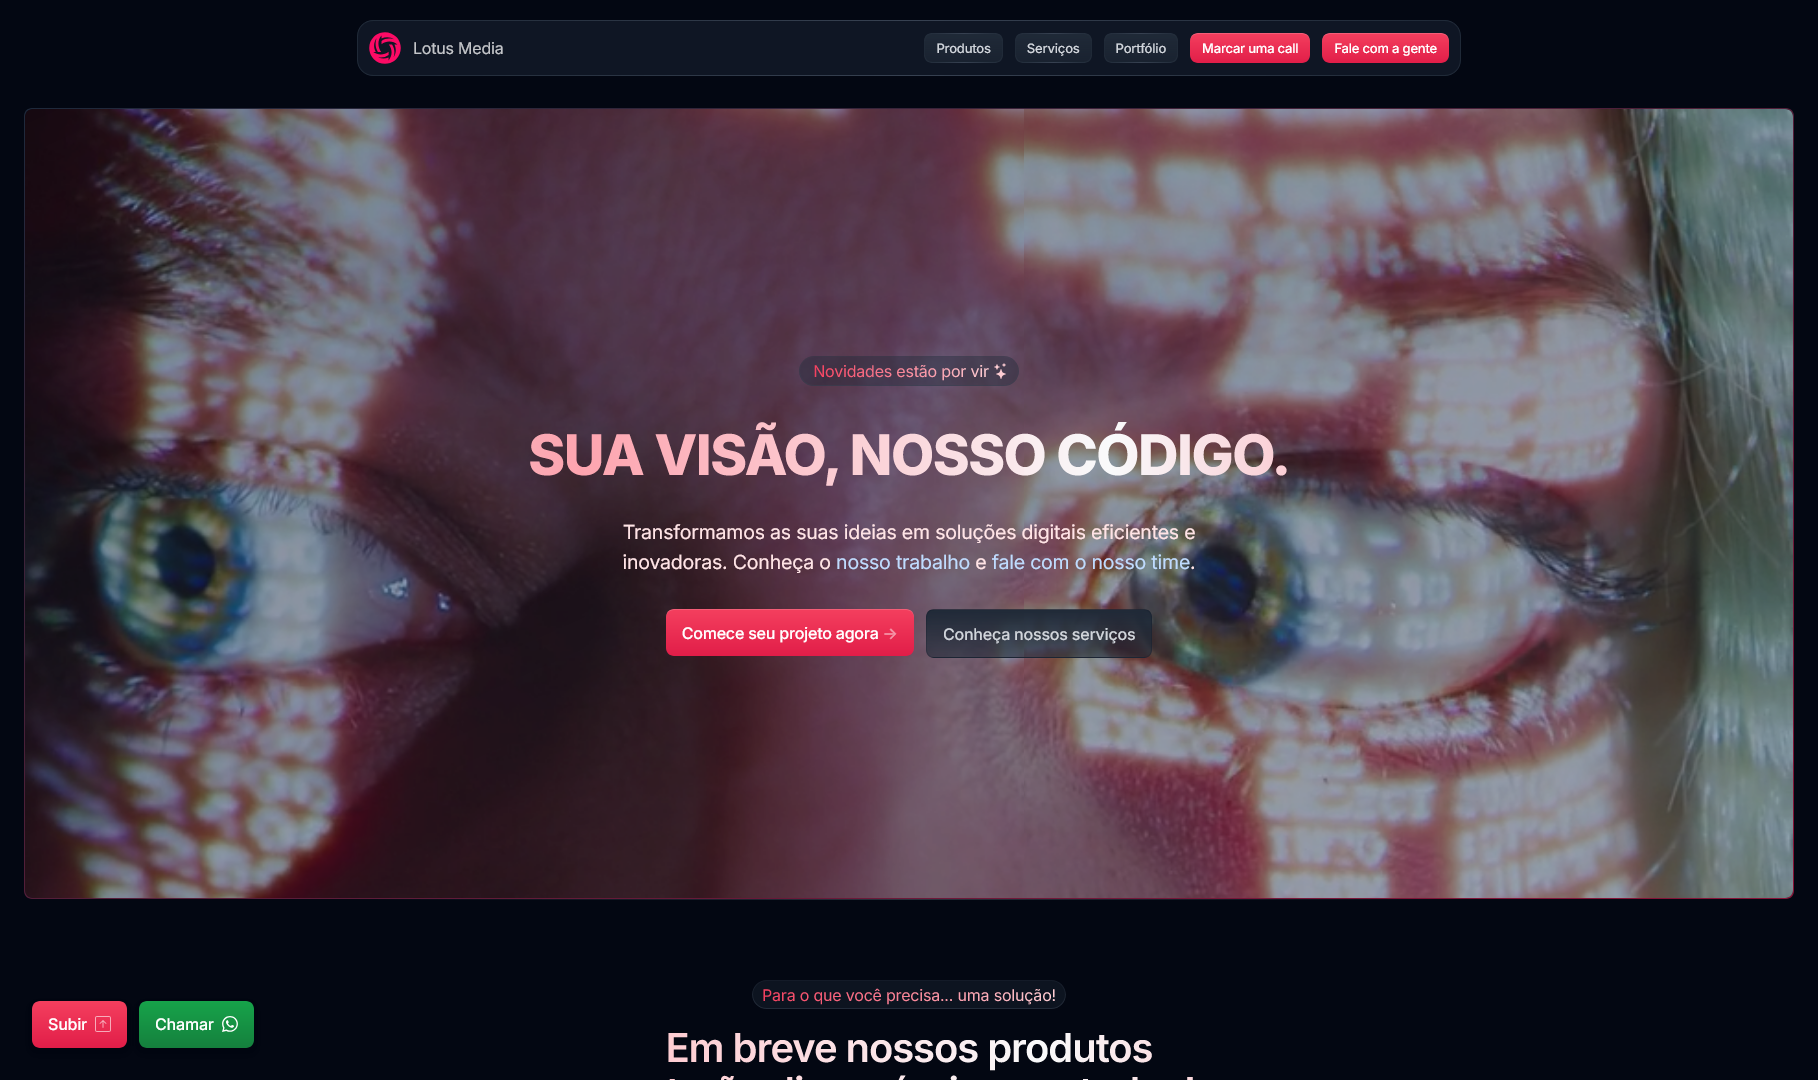 Lotus Media
Produtos
Serviços
Portfólio
Marcar uma call
Fale com a gente
Novidades estão por vir
SUA VISÃO, NOSSO CÓDIGO.
Transformamos as suas ideias em soluções digitais eficientes e
inovadoras. Conheça o nosso trabalho e fale com o nosso time.
Comece seu projeto agora →
Conheça nossos serviços
Para o que você precisa... uma solução!
Em breve nossos produtos
Subir
Chamar